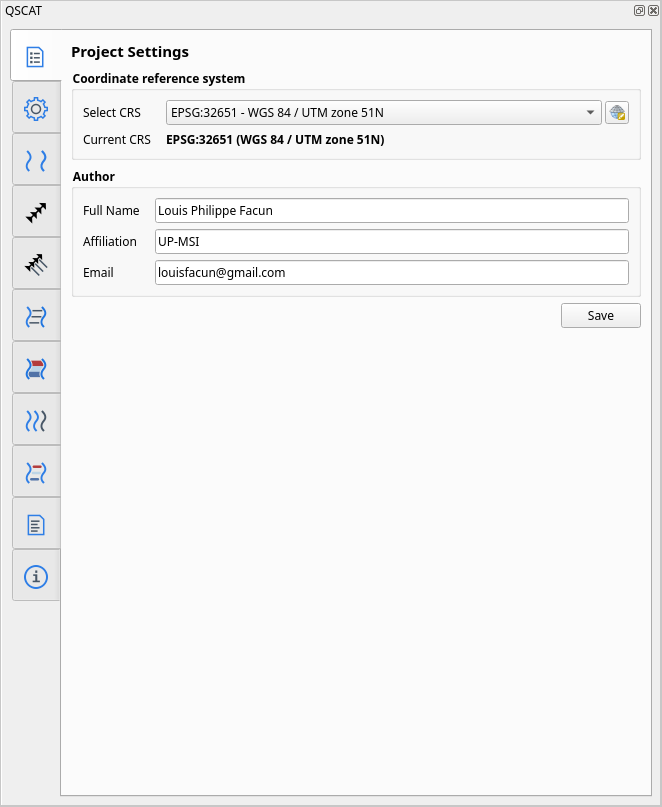 QSCAT
Project Settings
Coordinate reference system
Select CRS EPSG:32651 - WGS 84 / UTM zone 51N
Current CRS EPSG:32651 (WGS 84 / UTM zone 51N)
Author
Full Name Louis Philippe Facun
Affiliation UP-MSI
Email louisfacun@gmail.com
Save